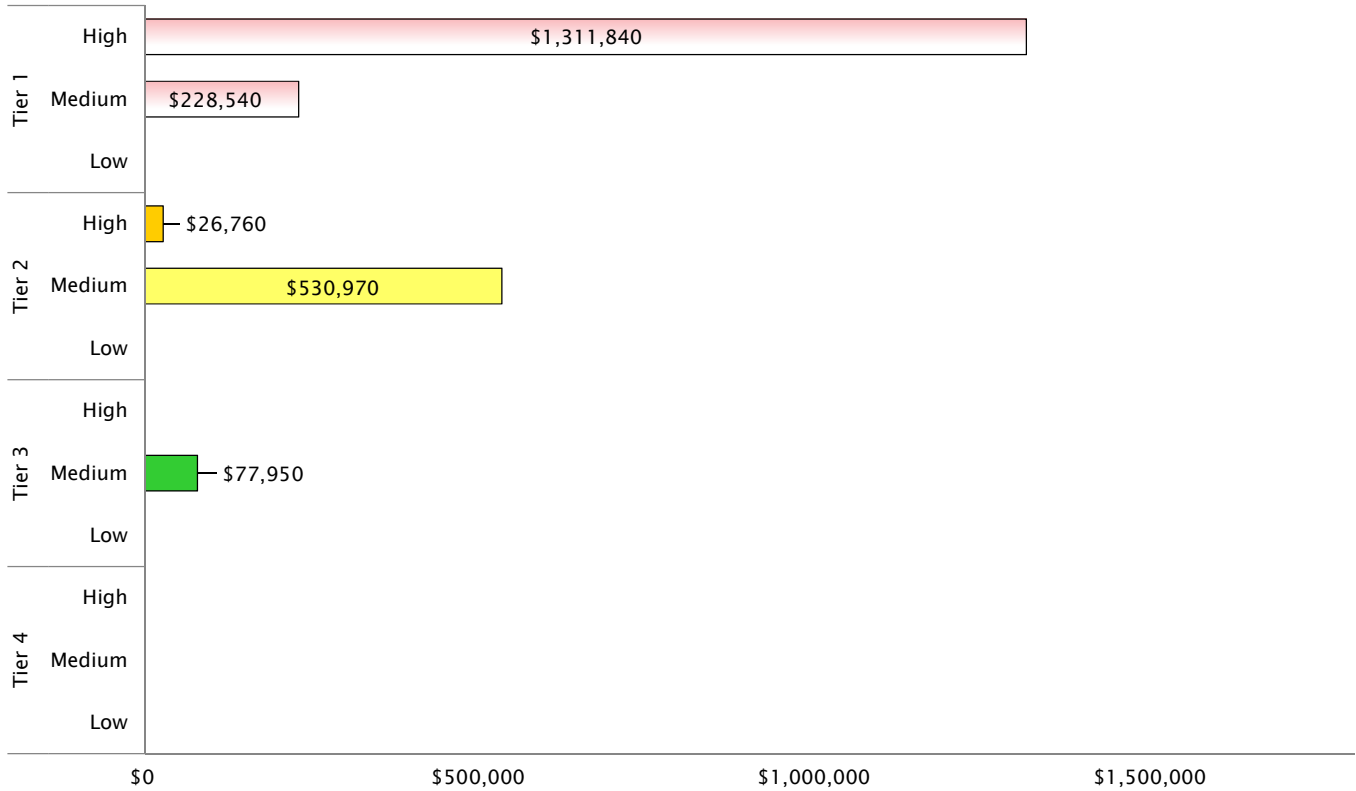 Tier 1
High
$1,311,840
Medium
$228,540
Low
Tier 2
High
$26,760
Medium
$530,970
Low
Tier 3
High
Medium
$77,950
Low
Tier 4
High
Medium
Low
$0 $500,000 $1,000,000 $1,500,000